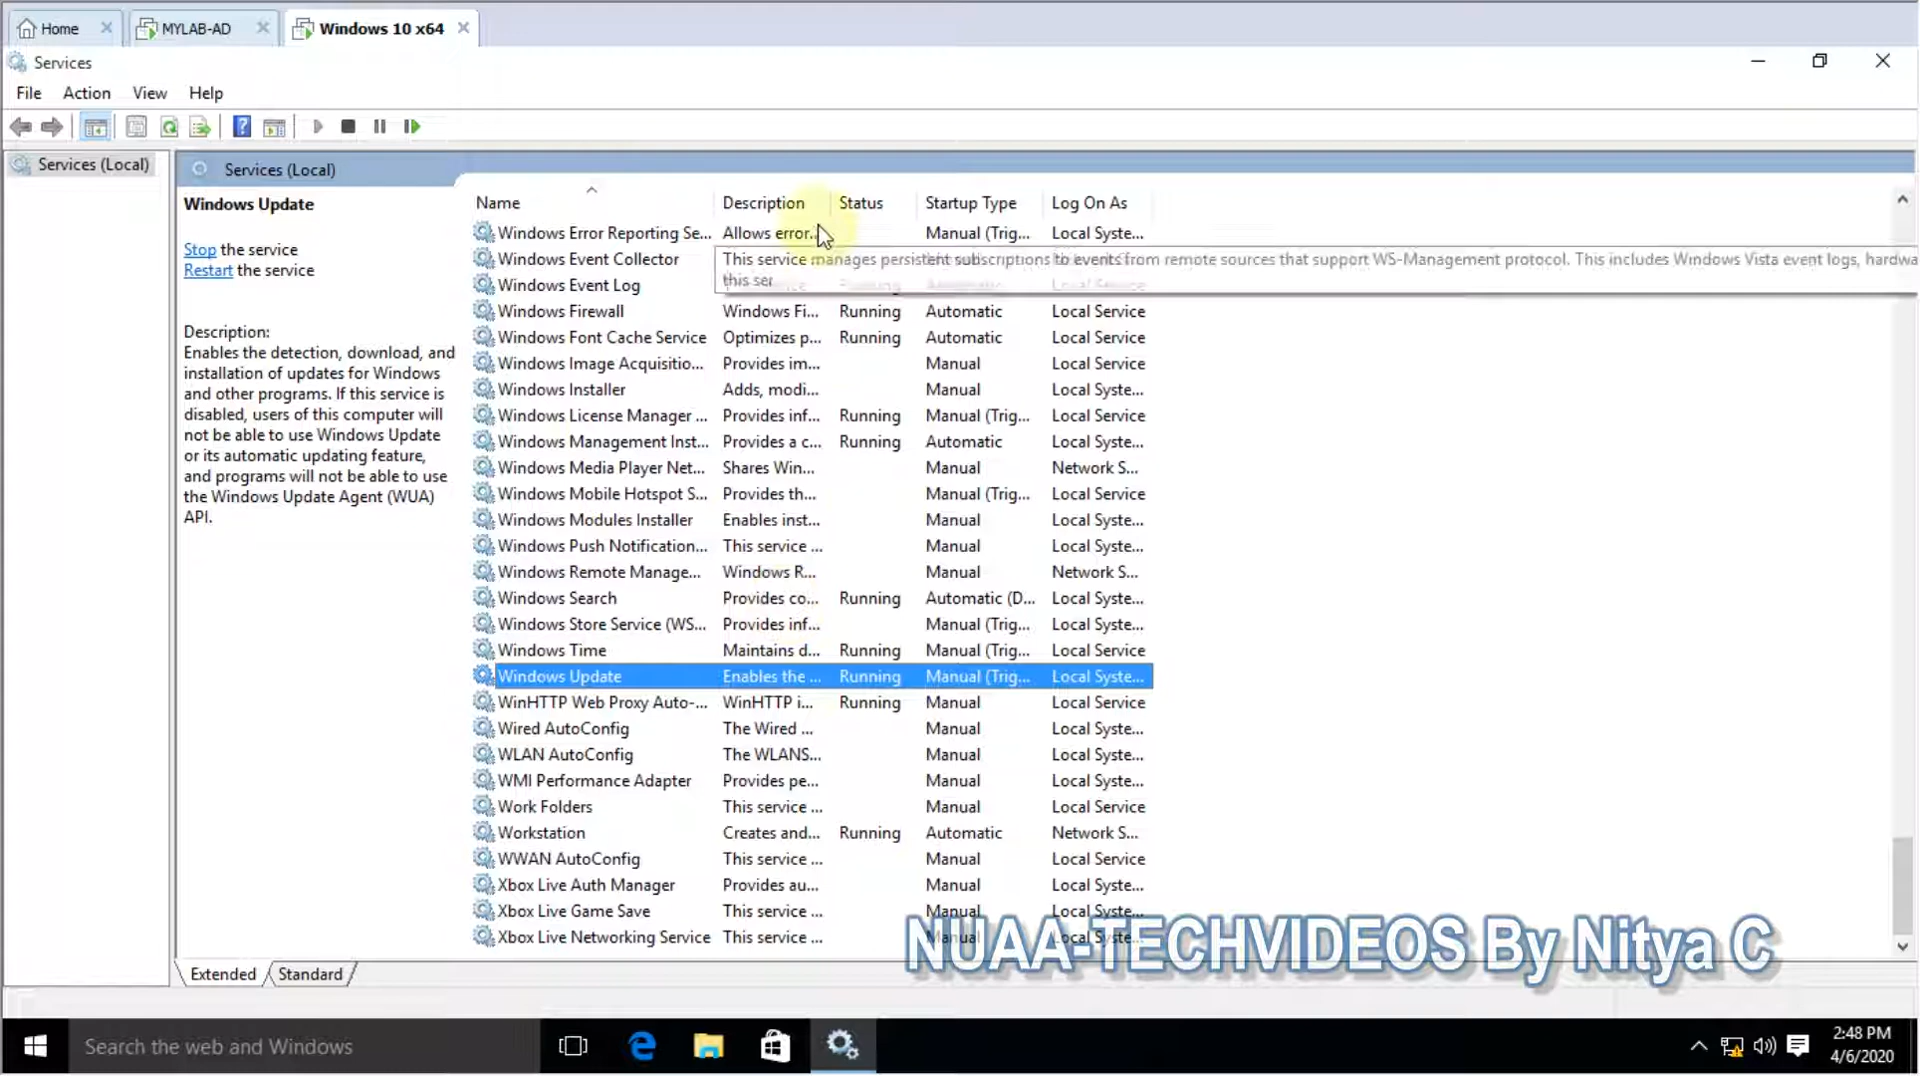 Home
MYLAB-AD
Windows 10 x64
Services
File Action View Help
Services (Local)
Services (Local)
Windows Update
Stop the service
Restart the service
Description:
Enables the detection, download, and
installation of updates for Windows
and other programs. If this service is
disabled, users of this computer will
not be able to use Windows Update
or its automatic updating feature,
and programs will not be able to use
the Windows Update Agent (WUA)
API.
Name Description Status Startup Type Log On As
Windows Error Reporting Se... Allows error... Manual (Trig... Local Syste...
Windows Event Collector
This service manages persistent subscriptions to events from remote sources that support WS-Management protocol. This includes Windows Vista event logs, hardwa
this ser
Windows Event Log
Windows Firewall Windows Fi... Running Automatic Local Service
Windows Font Cache Service Optimizes p... Running Automatic Local Service
Windows Image Acquisitio... Provides im... Manual Local Service
Windows Installer Adds, modi... Manual Local Syste...
Windows License Manager ... Provides inf... Running Manual (Trig... Local Service
Windows Management Inst... Provides a c... Running Automatic Local Syste...
Windows Media Player Net... Shares Win... Manual Network S...
Windows Mobile Hotspot S... Provides th... Manual (Trig... Local Service
Windows Modules Installer Enables inst... Manual Local Syste...
Windows Push Notification... This service ... Manual Local Syste...
Windows Remote Manage... Windows R... Manual Network S...
Windows Search Provides co... Running Automatic (D... Local Syste...
Windows Store Service (WS... Provides inf... Manual (Trig... Local Syste...
Windows Time Maintains d... Running Manual (Trig... Local Service
Windows Update Enables the ... Running Manual (Trig... Local Syste...
WinHTTP Web Proxy Auto-... WinHTTP i... Running Manual Local Service
Wired AutoConfig The Wired ... Manual Local Syste...
WLAN AutoConfig The WLANS... Manual Local Syste...
WMI Performance Adapter Provides pe... Manual Local Syste...
Work Folders This service ... Manual Local Service
Workstation Creates and... Running Automatic Network S...
WWAN AutoConfig This service ... Manual Local Service
Xbox Live Auth Manager Provides au... Manual Local Syste...
Xbox Live Game Save This service ... Manual Local Syste...
Xbox Live Networking Service This service ... Manual Local Syste...
NUAA-TECHVIDEOS By Nitya C
Extended Standard
Search the web and Windows
2:48 PM
4/6/2020